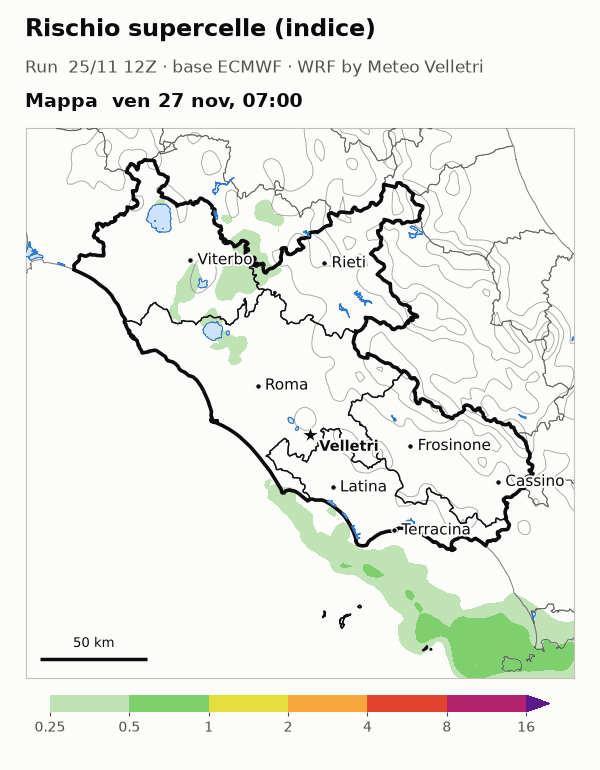 Rischio supercelle (indice)
Run  25/11 12Z · base ECMWF · WRF by Meteo Velletri
Mappa  ven 27 nov, 07:00
Viterbo
Rieti
Roma
Velletri
Frosinone
Latina
Cassino
Terracina
50 km
0.25 0.5 1 2 4 8 16